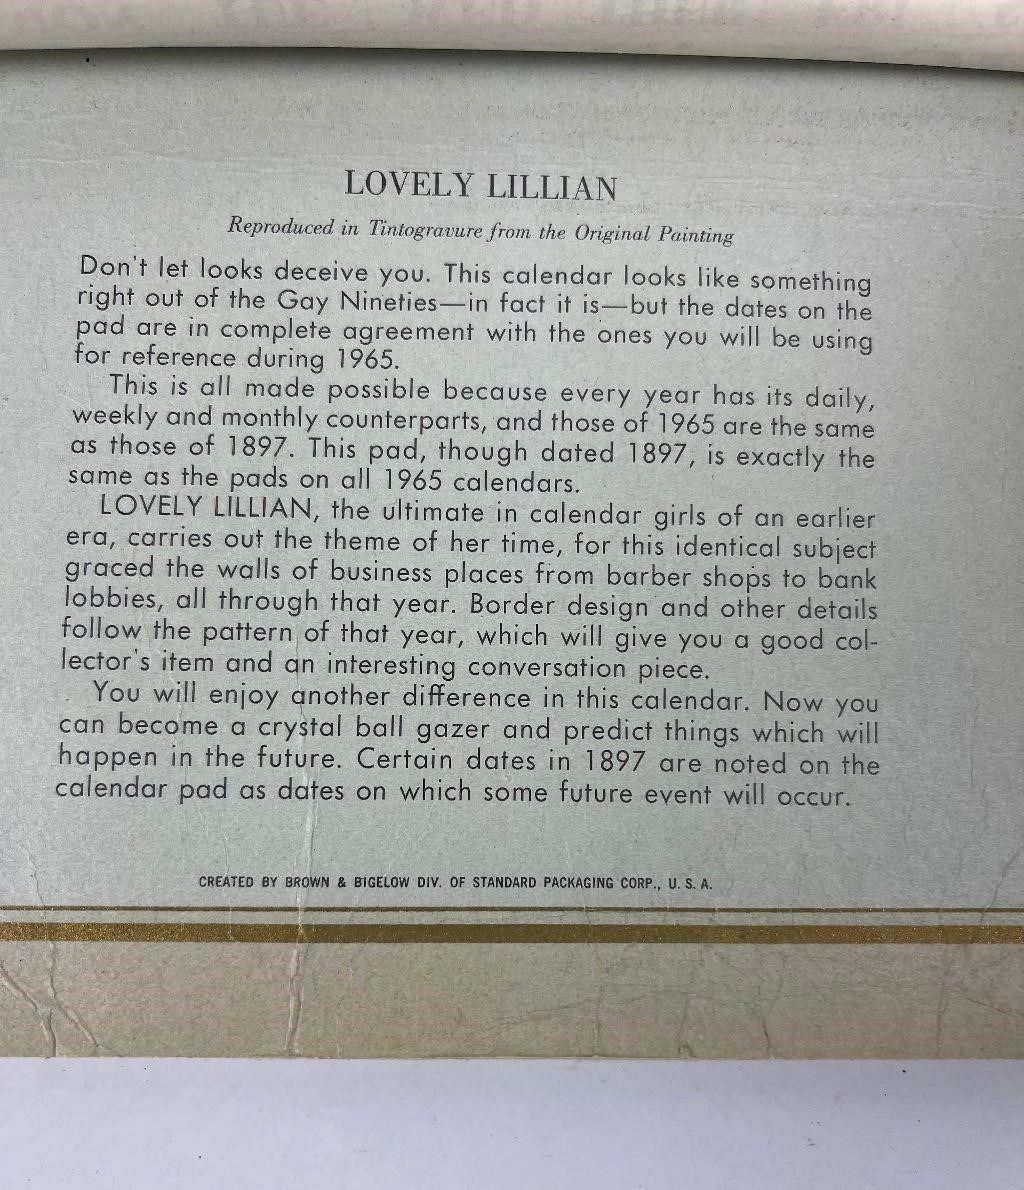 LOVELY LILLIAN
Reproduced in Tintogravure from the Original Painting
Don't let looks deceive you. This calendar looks like something
right out of the Gay Nineties—in fact it is—but the dates on the
pad are in complete agreement with the ones you will be using
for reference during 1965.
This is all made possible because every year has its daily,
weekly and monthly counterparts, and those of 1965 are the same
as those of 1897. This pad, though dated 1897, is exactly the
same as the pads on all 1965 calendars.
LOVELY LILLIAN, the ultimate in calendar girls of an earlier
era, carries out the theme of her time, for this identical subject
graced the walls of business places from barber shops to bank
lobbies, all through that year. Border design and other details
follow the pattern of that year, which will give you a good col-
lector's item and an interesting conversation piece.
You will enjoy another difference in this calendar. Now you
can become a crystal ball gazer and predict things which will
happen in the future. Certain dates in 1897 are noted on the
calendar pad as dates on which some future event will occur.
CREATED BY BROWN & BIGELOW DIV. OF STANDARD PACKAGING CORP., U. S. A.